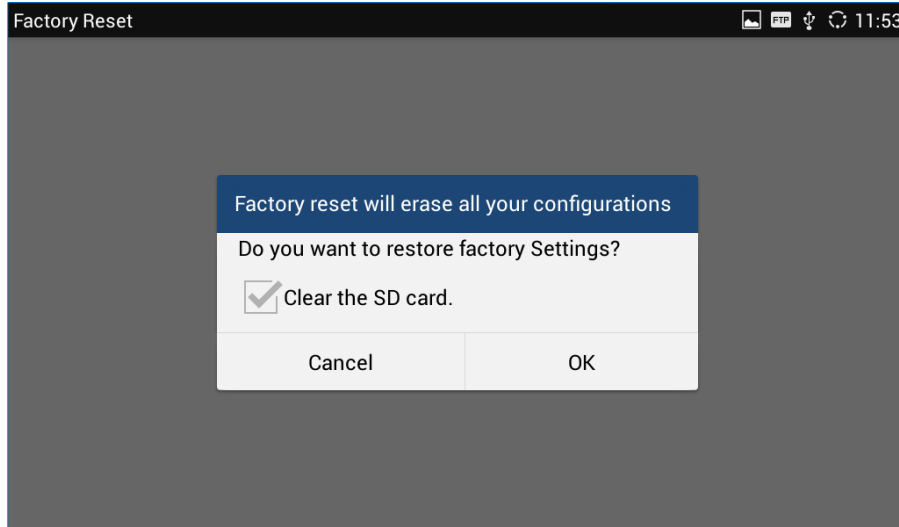 Factory Reset
FTP 11:53
Factory reset will erase all your configurations
Do you want to restore factory Settings?
Clear the SD card.
Cancel OK